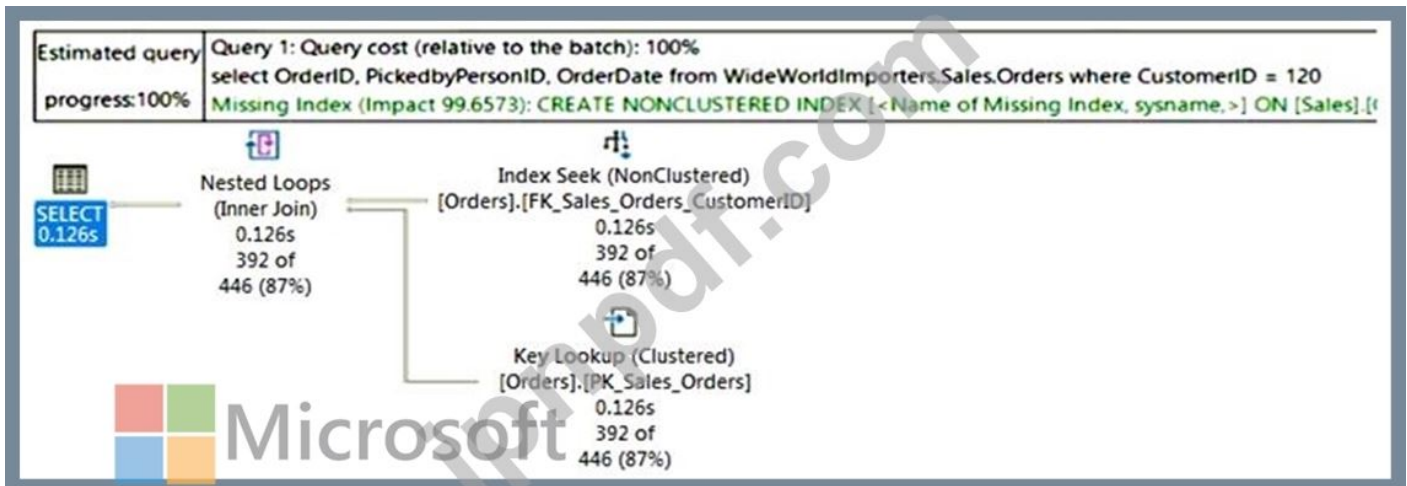 Estimated query
progress:100%
Query 1: Query cost (relative to the batch): 100%
select OrderID, PickedbyPersonID, OrderDate from WideWorldImporters.Sales.Orders where CustomerID = 120
Missing Index (Impact 99.6573): CREATE NONCLUSTERED INDEX [<Name of Missing Index, sysname,>] ON [Sales].[
SELECT
0.126s
Nested Loops
(Inner Join)
0.126s
392 of
446 (87%)
Index Seek (NonClustered)
[Orders].[FK_Sales_Orders_CustomerID]
0.126s
392 of
446 (87%)
Key Lookup (Clustered)
[Orders].[PK_Sales_Orders]
0.126s
392 of
446 (87%)
Microsoft
jpnpdf.com